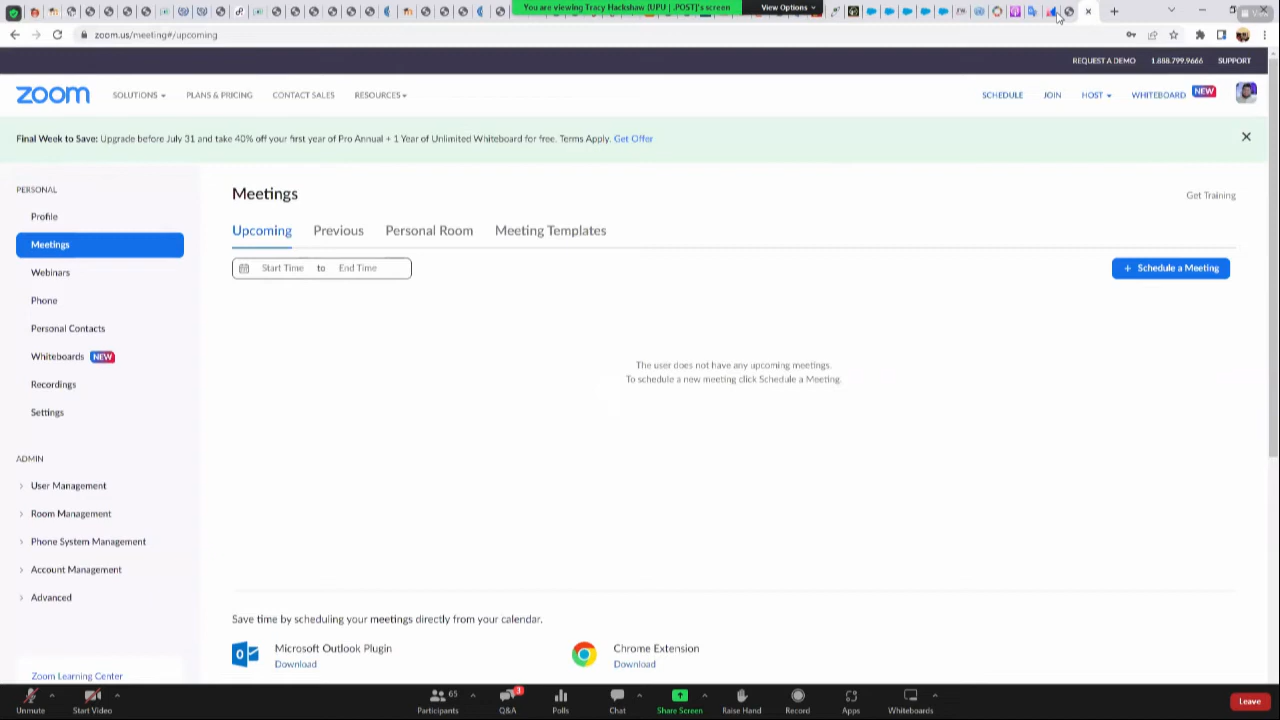 You are viewing Tracy Hackshaw [UPU | .POST]'s screen
View Options
View
zoom.us/meeting#/upcoming
REQUEST A DEMO 1.888.799.9666 SUPPORT
zoom SOLUTIONS PLANS & PRICING CONTACT SALES RESOURCES SCHEDULE JOIN HOST WHITEBOARD NEW
Final Week to Save: Upgrade before July 31 and take 40% off your first year of Pro Annual + 1 Year of Unlimited Whiteboard for free. Terms Apply. Get Offer
PERSONAL
Profile
Meetings
Webinars
Phone
Personal Contacts
Whiteboards NEW
Recordings
Settings
ADMIN
User Management
Room Management
Phone System Management
Account Management
Advanced
Zoom Learning Center
Meetings
Get Training
Upcoming Previous Personal Room Meeting Templates
Start Time to End Time
+ Schedule a Meeting
The user does not have any upcoming meetings.
To schedule a new meeting click Schedule a Meeting.
Save time by scheduling your meetings directly from your calendar.
Microsoft Outlook Plugin
Download
Chrome Extension
Download
Unmute
Start Video
65
Participants
3
Q&A
Polls
Chat
Share Screen
Raise Hand
Record
Apps
Whiteboards
Leave